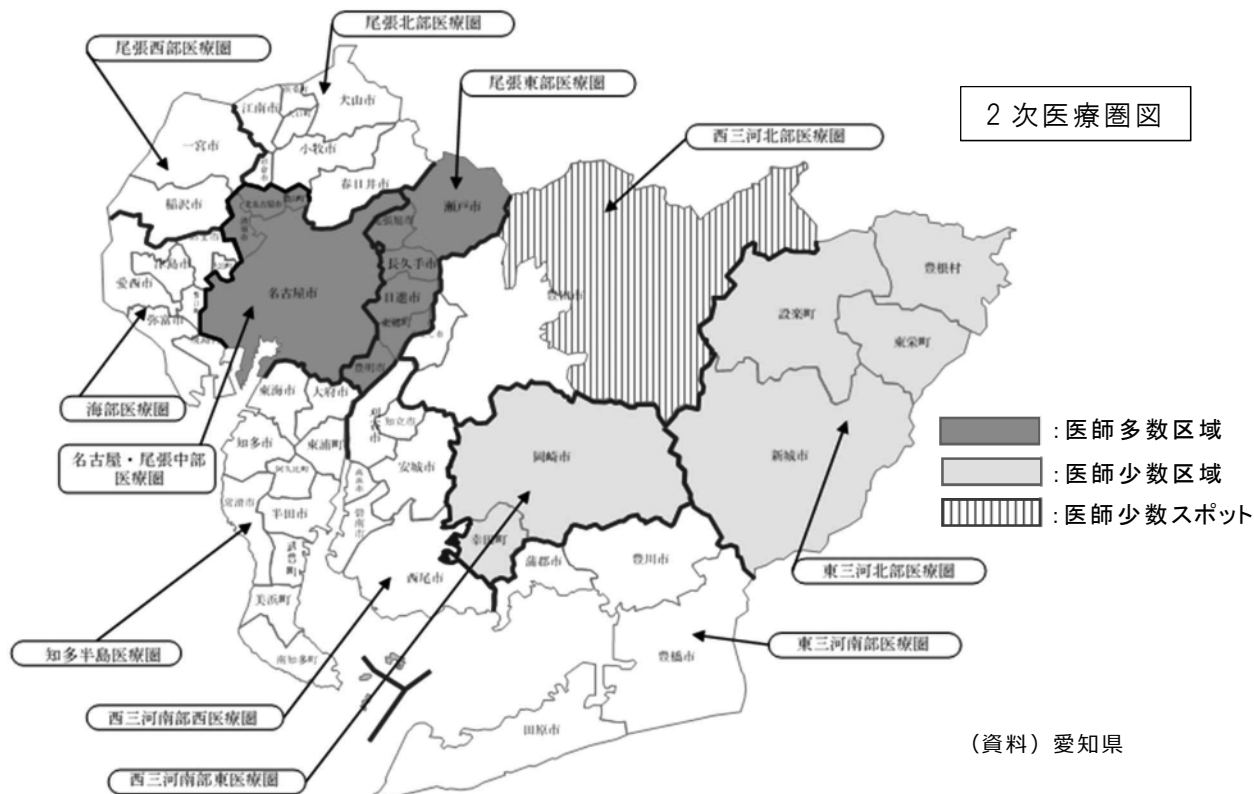 尾張北部医療圏
尾張西部医療圏
尾張東部医療圏
2次医療圏図
西三河北部医療圏
江南市
犬山市
一宮市
小牧市
春日井市
稲沢市
瀬戸市
長久手市
豊根村
愛西市
名古屋市
日進市
設楽町
弥富市
東郷町
東栄町
豊明市
東海市
大府市
海部医療圏
知立市
知多市
東浦町
:医師多数区域
名古屋・尾張中部
医療圏
岡崎市
新城市
安城市
:医師少数区域
阿久比町
常滑市
半田市
碧南市
:医師少数スポット
武豊町
幸田町
豊川市
西尾市
蒲郡市
東三河北部医療圏
美浜町
知多半島医療圏
南知多町
豊橋市
東三河南部医療圏
西三河南部西医療圏
田原市
(資料)愛知県
西三河南部東医療圏